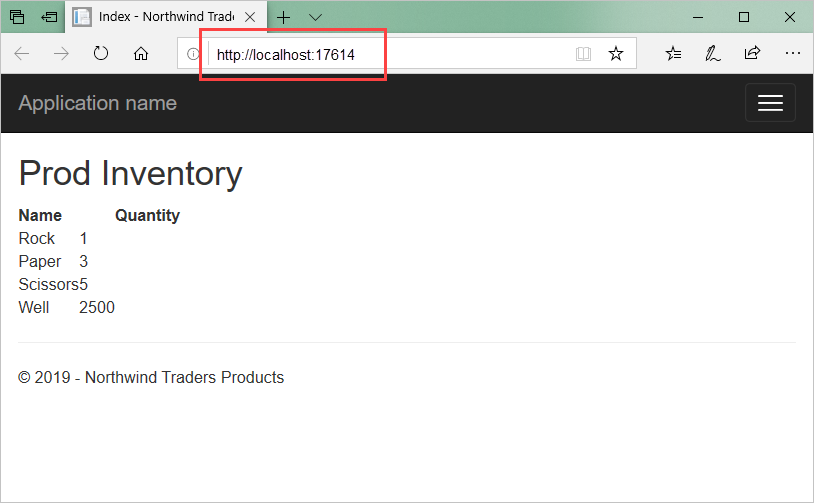 Index - Northwind Trade
http://localhost:17614
Application name
Prod Inventory
Name Quantity
Rock 1
Paper 3
Scissors 5
Well 2500
© 2019 - Northwind Traders Products